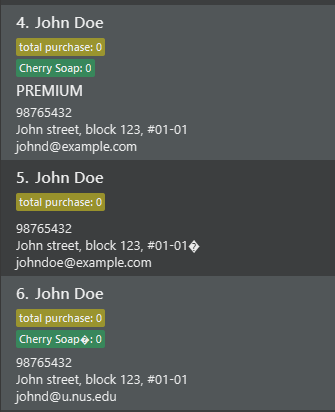 4. John Doe
total purchase: 0
Cherry Soap: 0
PREMIUM
98765432
John street, block 123, #01-01
johnd@example.com
5. John Doe
total purchase: 0
98765432
John street, block 123, #01-01�
johndoe@example.com
6. John Doe
total purchase: 0
Cherry Soap�: 0
98765432
John street, block 123, #01-01
johnd@u.nus.edu